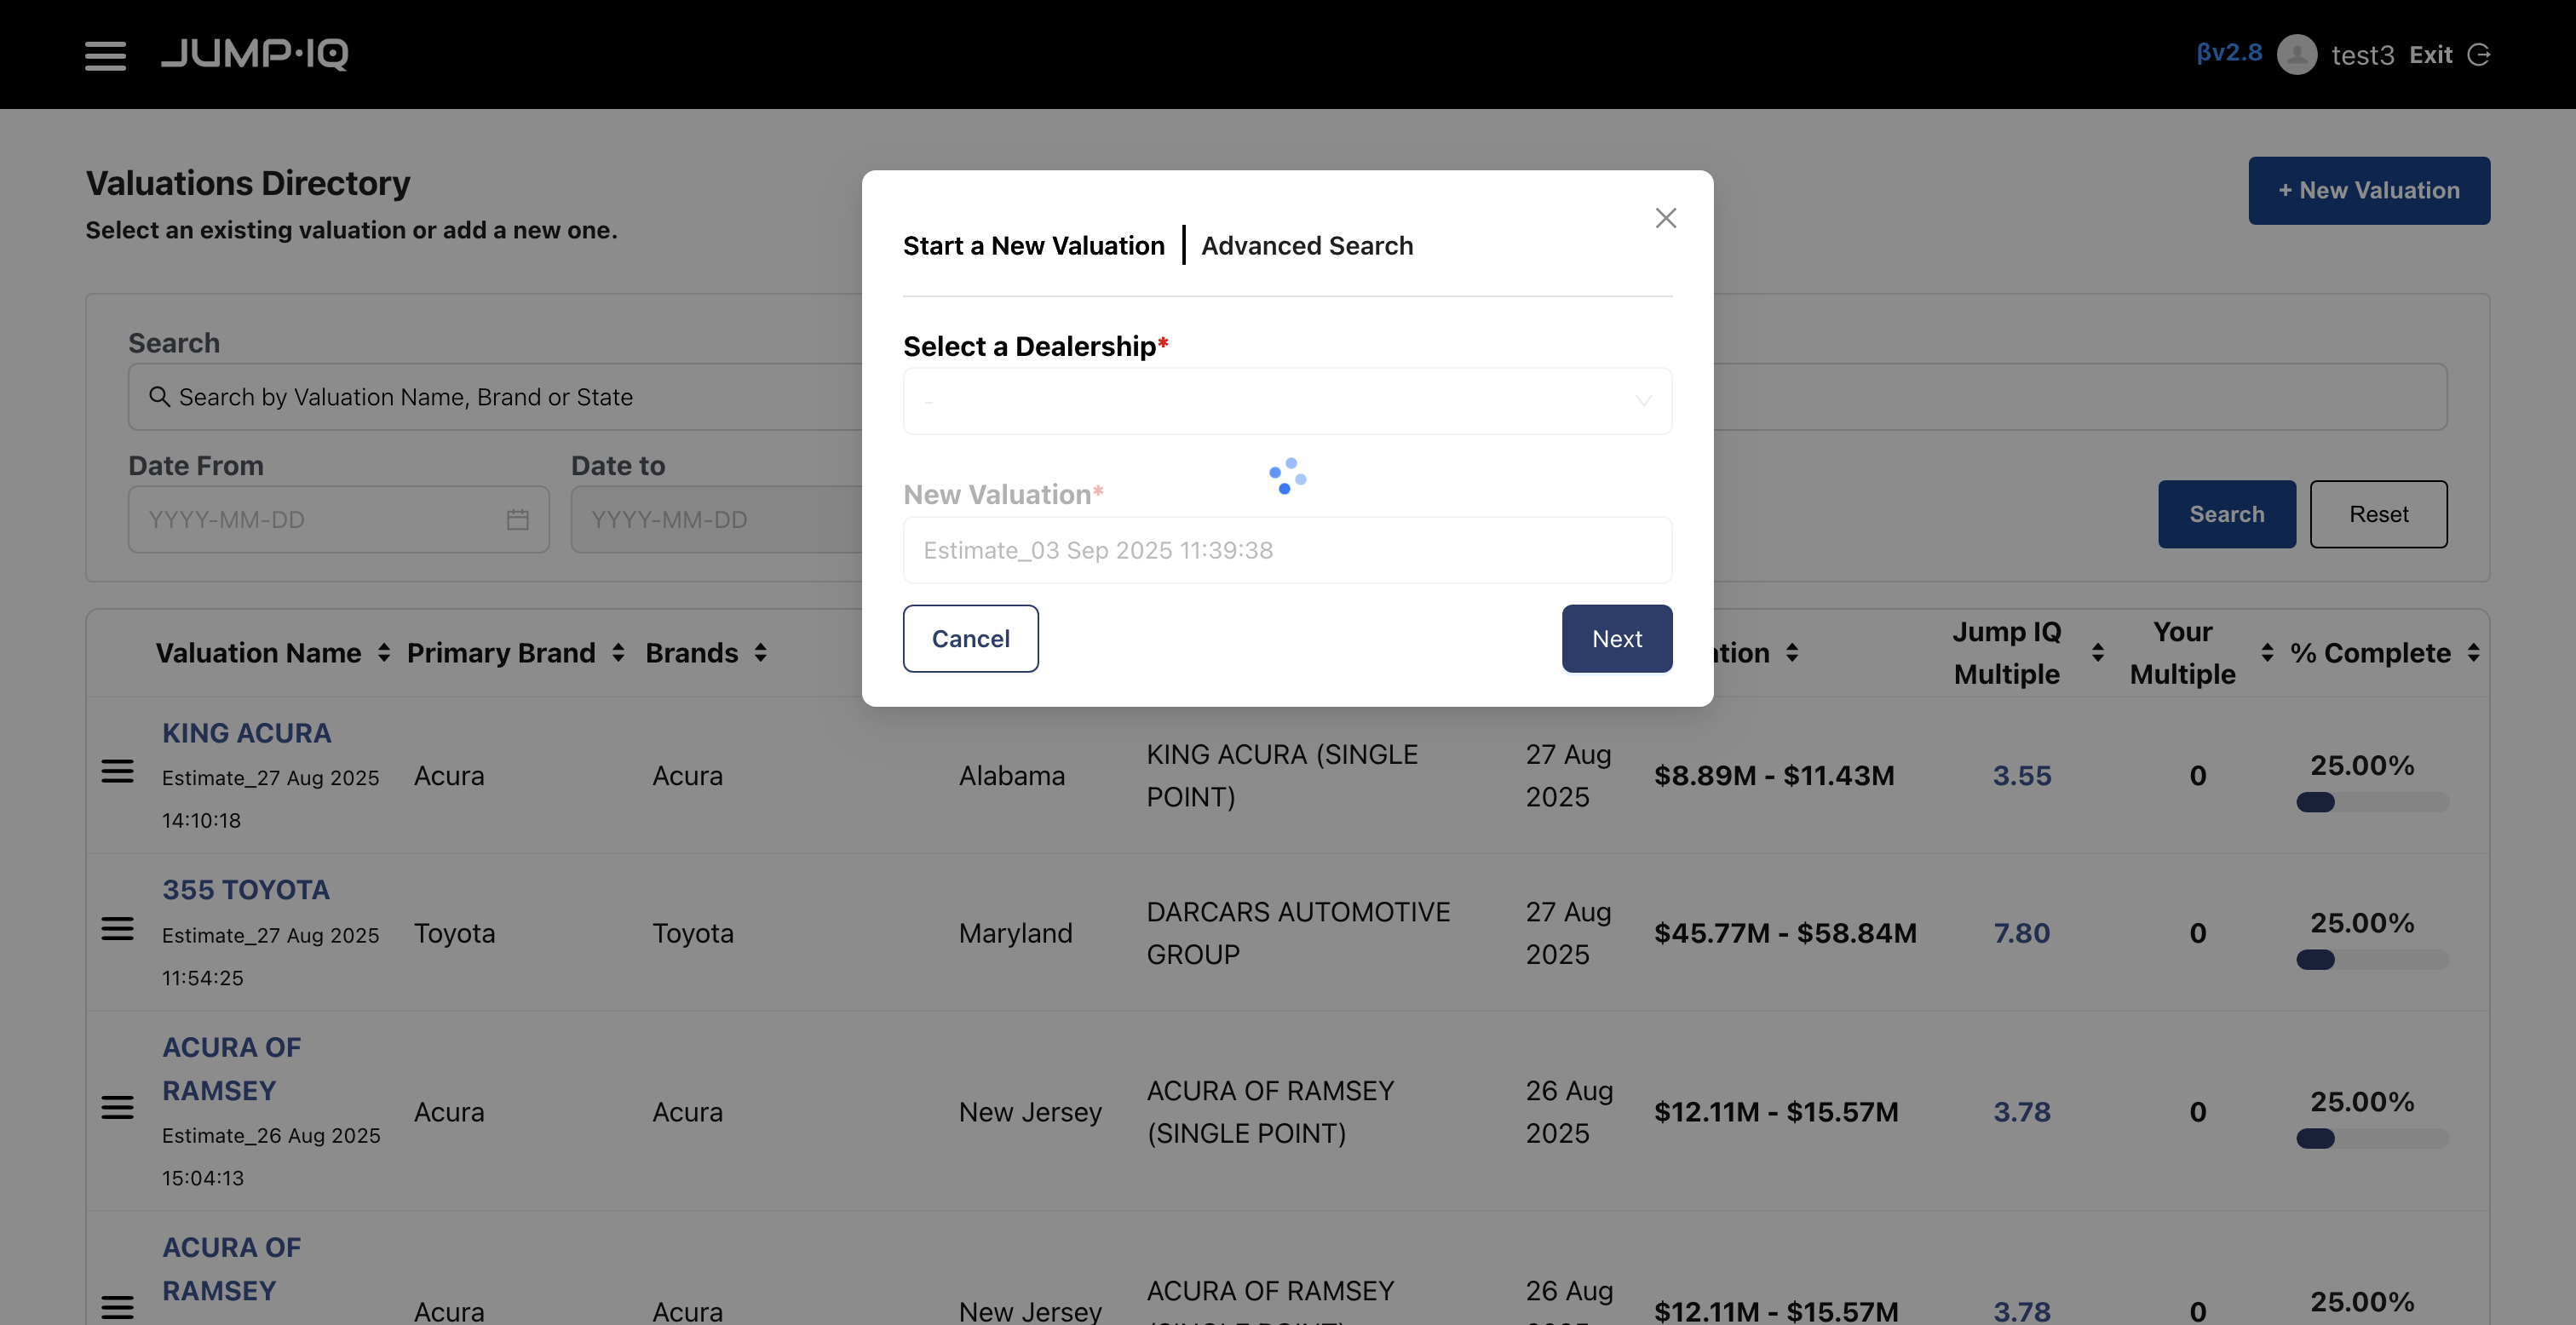 JUMP·IQ
βv2.8 test3 Exit
Valuations Directory
Select an existing valuation or add a new one.
+ New Valuation
Start a New Valuation | Advanced Search
Select a Dealership*
-
New Valuation*
Estimate_03 Sep 2025 11:39:38
Cancel
Next
Search
Search by Valuation Name, Brand or State
Date From
Date to
YYYY-MM-DD
YYYY-MM-DD
Search
Reset
Valuation Name
Primary Brand
Brands
Jump IQ
Multiple
Your
Multiple
% Complete
KING ACURA
Estimate_27 Aug 2025
14:10:18
Acura
Acura
Alabama
KING ACURA (SINGLE
POINT)
27 Aug
2025
$8.89M - $11.43M
3.55
0
25.00%
355 TOYOTA
Estimate_27 Aug 2025
11:54:25
Toyota
Toyota
Maryland
DARCARS AUTOMOTIVE
GROUP
27 Aug
2025
$45.77M - $58.84M
7.80
0
25.00%
ACURA OF
RAMSEY
Estimate_26 Aug 2025
15:04:13
Acura
Acura
New Jersey
ACURA OF RAMSEY
(SINGLE POINT)
26 Aug
2025
$12.11M - $15.57M
3.78
0
25.00%
ACURA OF
RAMSEY
Acura
Acura
New Jersey
ACURA OF RAMSEY
26 Aug
$12.11M - $15.57M
3.78
0
25.00%